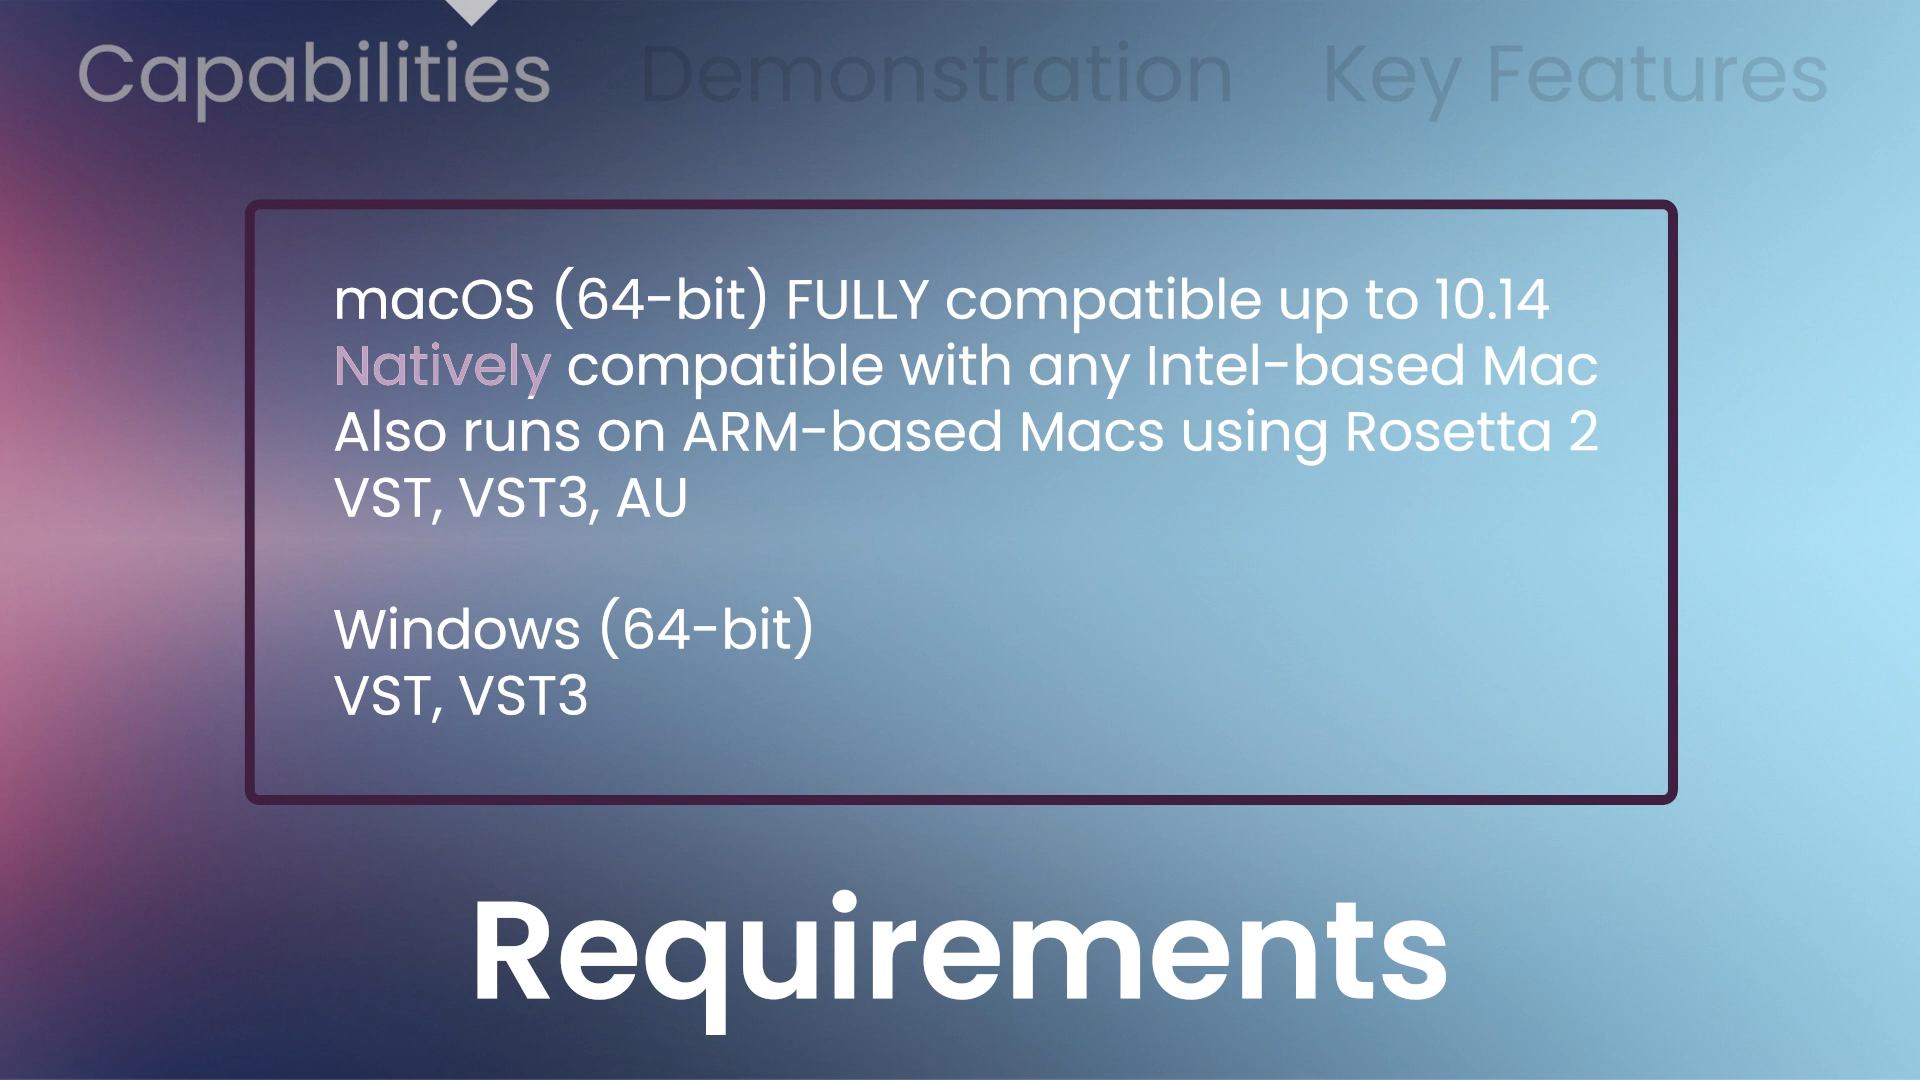 Capabilities Demonstration Key Features
macOS (64-bit) FULLY compatible up to 10.14
Natively compatible with any Intel-based Mac
Also runs on ARM-based Macs using Rosetta 2
VST, VST3, AU
Windows (64-bit)
VST, VST3
Requirements